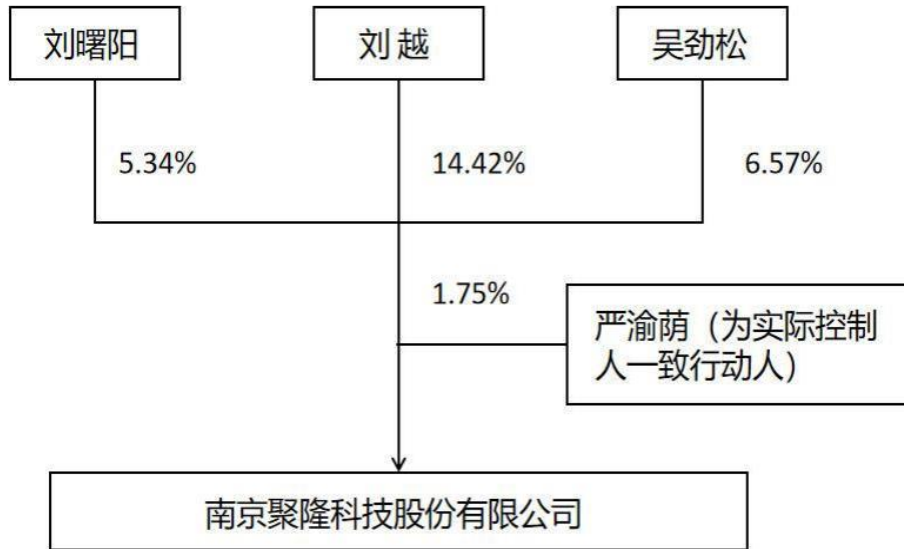 刘曙阳
刘 越
吴劲松
5.34%
14.42%
6.57%
1.75%
严渝荫（为实际控制
人一致行动人）
南京聚隆科技股份有限公司